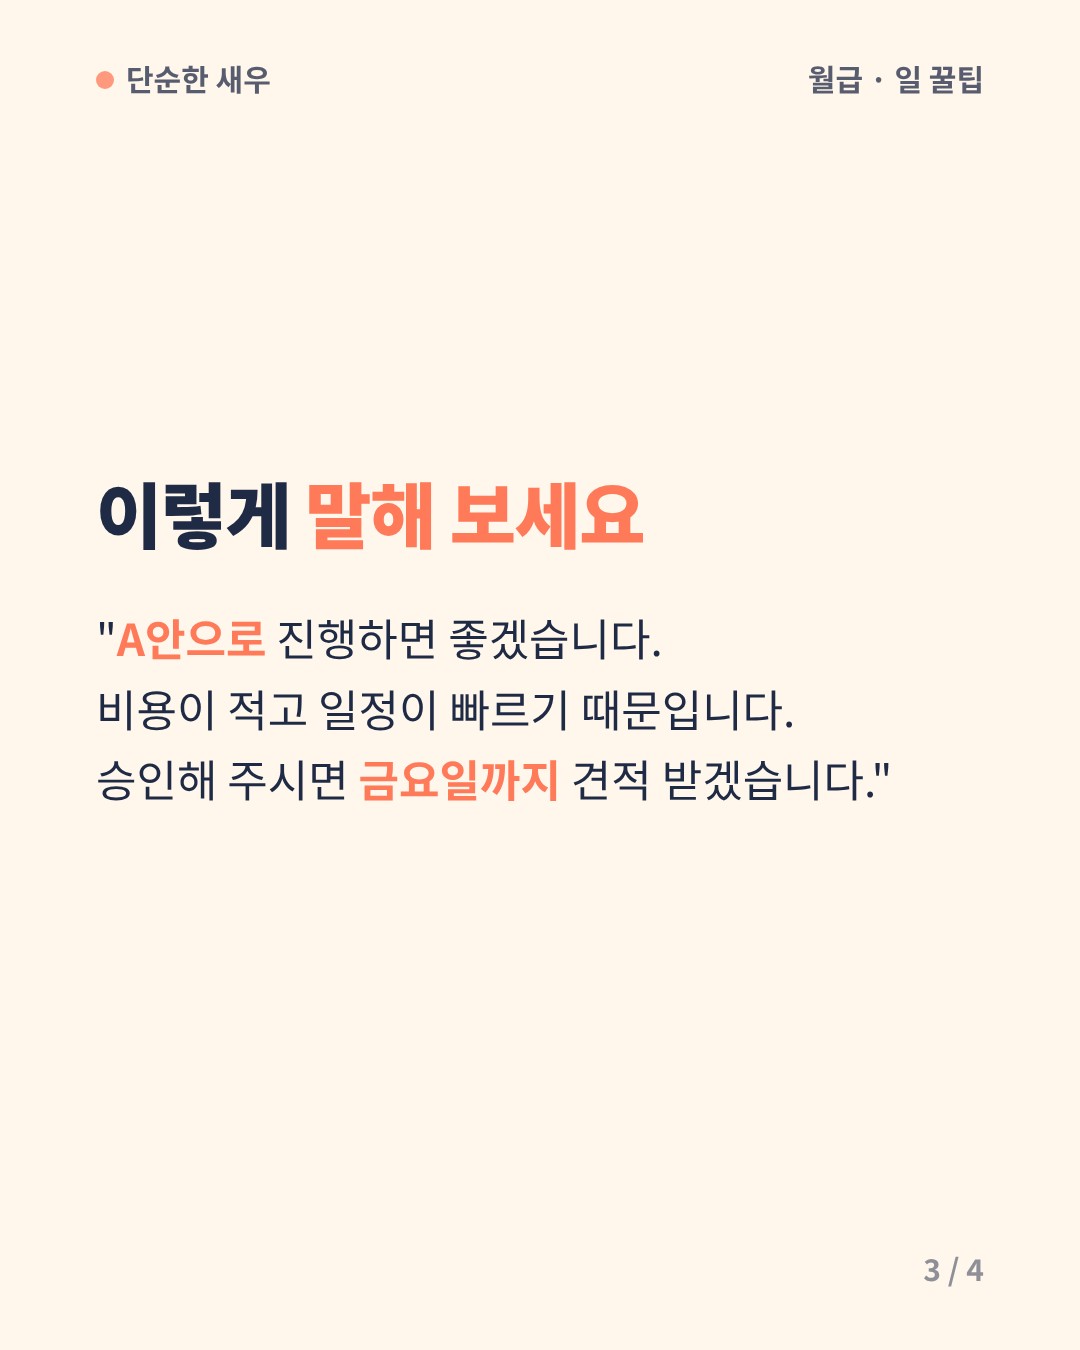 단순한 새우
월급 · 일 꿀팁
이렇게 말해 보세요
"A안으로 진행하면 좋겠습니다.
비용이 적고 일정이 빠르기 때문입니다.
승인해 주시면 금요일까지 견적 받겠습니다."
3 / 4